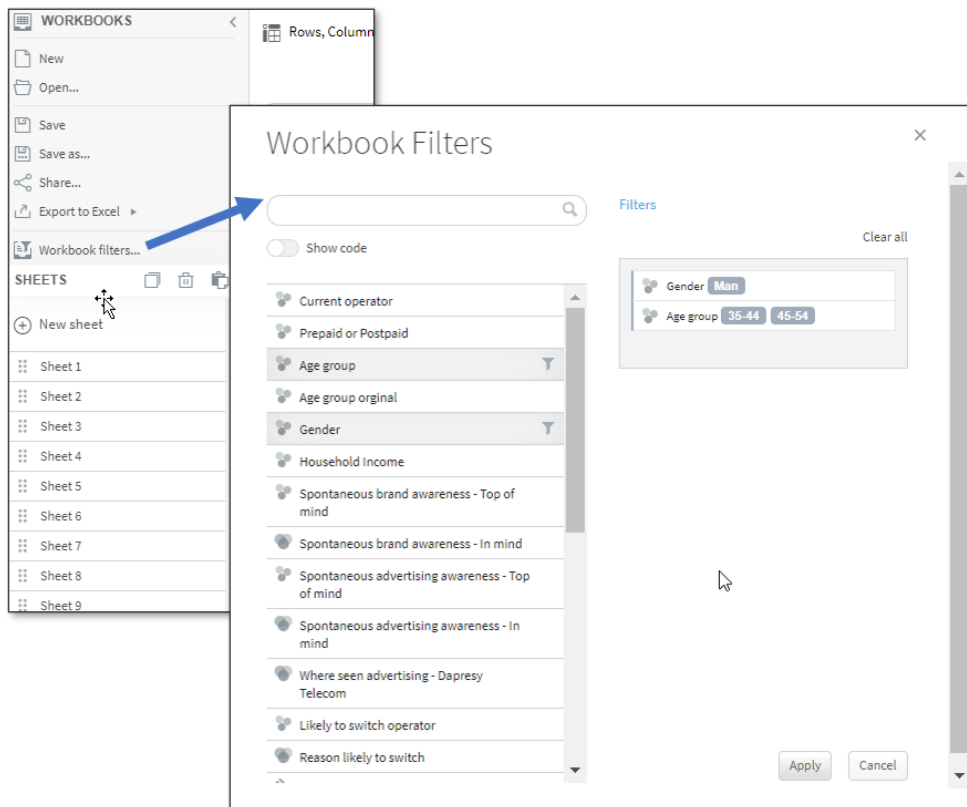 WORKBOOKS
New
Open...
Save
Save as...
Share...
Export to Excel
Workbook filters...
SHEETS
New sheet
Sheet 1
Sheet 2
Sheet 3
Sheet 4
Sheet 5
Sheet 6
Sheet 7
Sheet 8
Sheet 9
Rows, Column
Workbook Filters
Show code
Current operator
Prepaid or Postpaid
Age group
Age group orginal
Gender
Household Income
Spontaneous brand awareness - Top of
mind
Spontaneous brand awareness - In mind
Spontaneous advertising awareness - Top
of mind
Spontaneous advertising awareness - In
mind
Where seen advertising - Dapresy
Telecom
Likely to switch operator
Reason likely to switch
Filters
Clear all
Gender Man
Age group 35-44 45-54
Apply Cancel